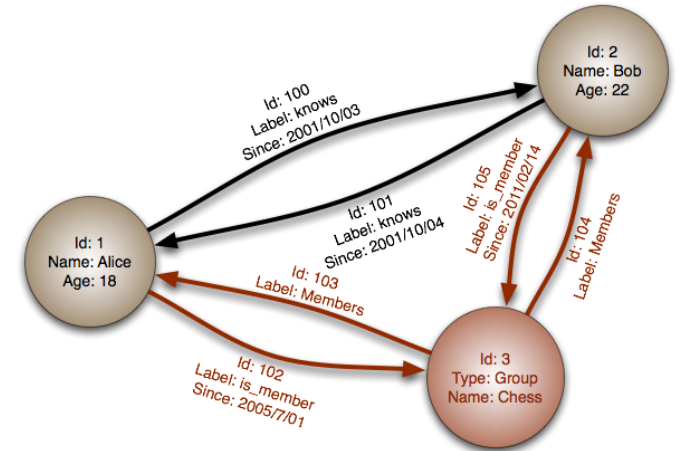 Id: 2
Name: Bob
Age: 22
Id: 100
Label: knows
Since: 2001/10/03
Id: 101
Label: knows
Since: 2001/10/04
Id: 105
Label: is_member
Since: 2011/02/14
Id: 104
Label: Members
Id: 1
Name: Alice
Age: 18
Id: 103
Label: Members
Id: 102
Label: is_member
Since: 2005/7/01
Id: 3
Type: Group
Name: Chess